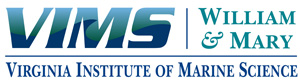 VIMS
WILLIAM
& MARY
VIRGINIA INSTITUTE OF MARINE SCIENCE